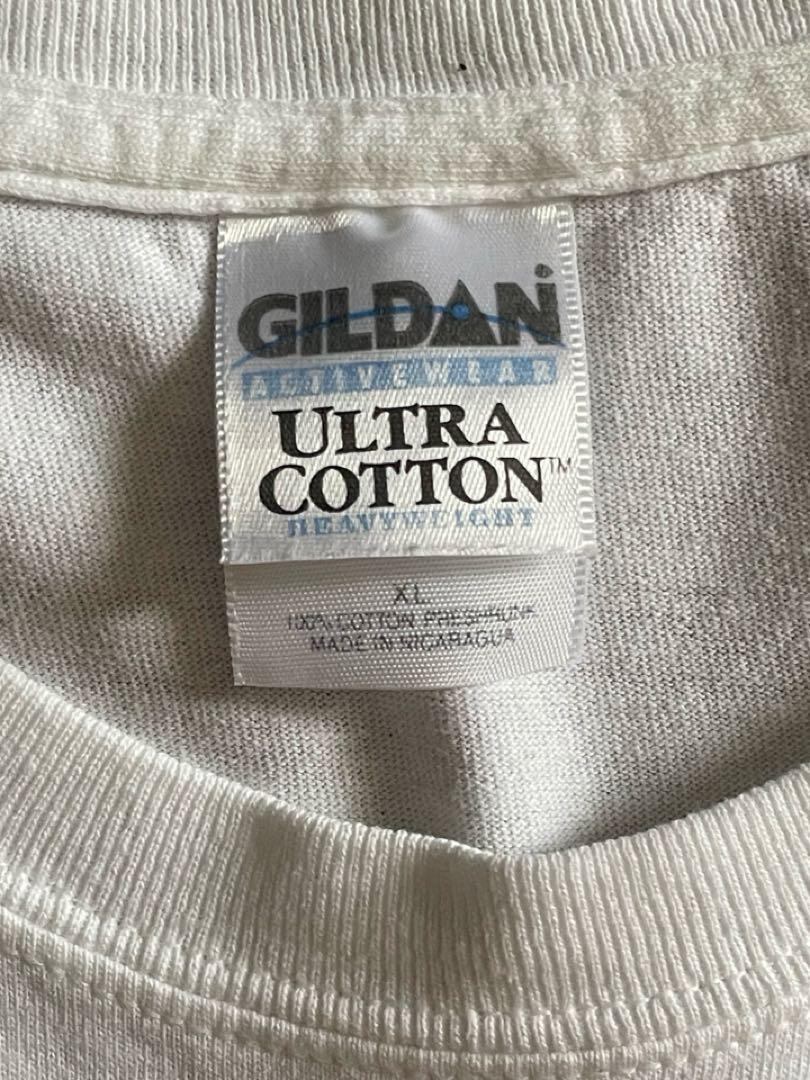 GILDAN
ACTIVEWEAR
ULTRA
COTTON™
HEAVYWEIGHT
XL
100% COTTON PRESHRUNK
MADE IN NICARAGUA